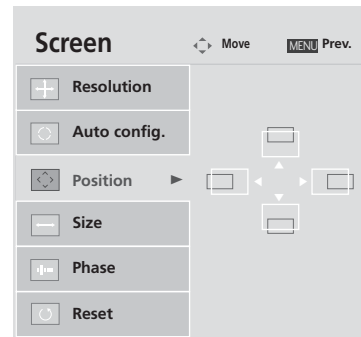 Screen Move MENU Prev.
Resolution
Auto config.
Position
Size
Phase
Reset